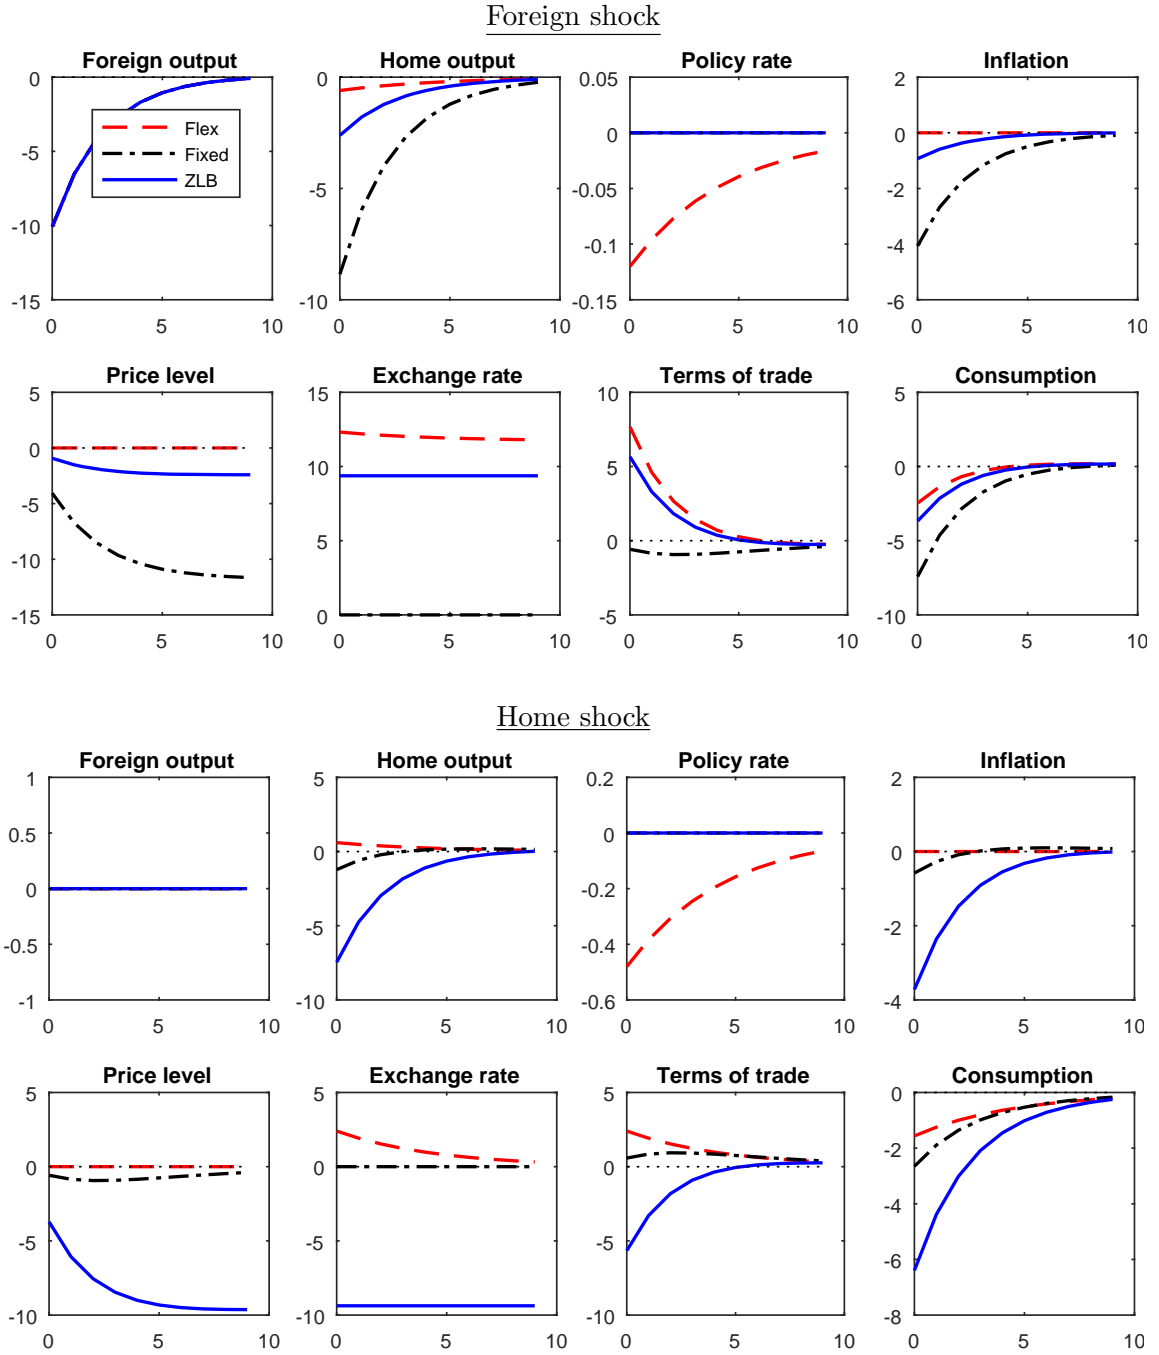 Foreign shock
Foreign output Home output Policy rate Inflation
0 0 0.05 2
Flex
Fixed
ZLB
0 0
-5 -5 -0.05 -2
-10 -0.1 -4
-15 -10 -0.15 -6
0 5 10 0 5 10 0 5 10 0 5 10
Price level Exchange rate Terms of trade Consumption
5 15 10 5
0 10 5 0
-5
-10 5 0 -5
-15 0 -5 -10
0 5 10 0 5 10 0 5 10 0 5 10
Home shock
Foreign output Home output Policy rate Inflation
1 5 0.2 2
0.5 0 0 0
0 -0.2
-0.5 -5 -0.4 -2
-1 -10 -0.6 -4
0 5 10 0 5 10 0 5 10 0 5 10
Price level Exchange rate Terms of trade Consumption
5 5 5 0
0 0 0 -2
-4
-5 -5 -5 -6
-10 -10 -10 -8
0 5 10 0 5 10 0 5 10 0 5 10